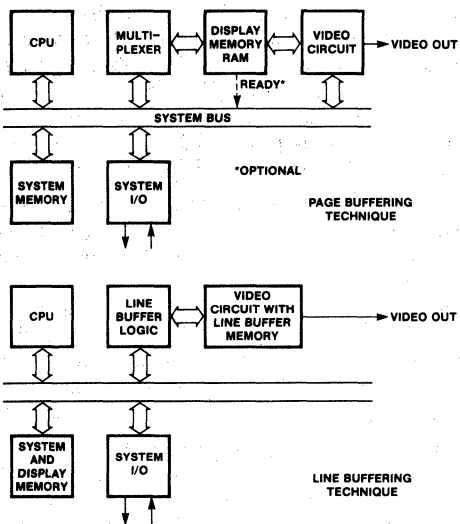 CPU
MULTI-
PLEXER
DISPLAY
MEMORY
RAM
VIDEO
CIRCUIT
VIDEO OUT
READY*
SYSTEM BUS
SYSTEM
MEMORY
SYSTEM
I/O
*OPTIONAL
PAGE BUFFERING
TECHNIQUE
CPU
LINE
BUFFER
LOGIC
VIDEO
CIRCUIT WITH
LINE BUFFER
MEMORY
VIDEO OUT
SYSTEM
AND
DISPLAY
MEMORY
SYSTEM
I/O
LINE BUFFERING
TECHNIQUE